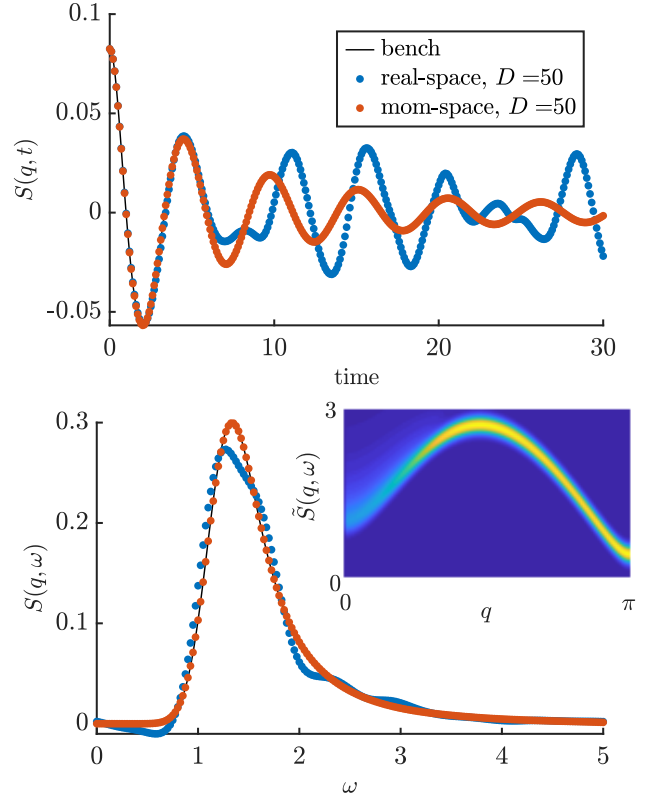 0.1
0.05
0
-0.05
S(q, t)
bench
real-space, D =50
mom-space, D =50
0
10
20
30
time
0.3
0.2
0.1
0
S(q, ω)
0
1
2
3
4
5
ω
3
0
S̃(q, ω)
0
q
π